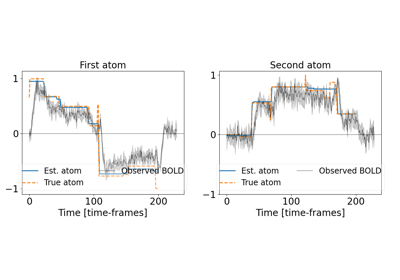 First atom
1
0
−1
Est. atom
True atom
Observed BOLD
0
100
200
Time [time-frames]
Second atom
1
0
−1
Est. atom
True atom
Observed BOLD
0
100
200
Time [time-frames]